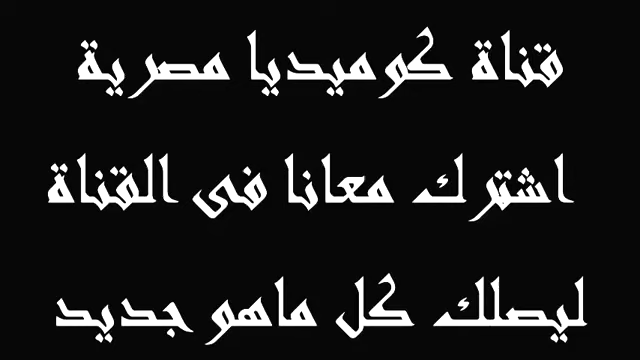 قناة كوميديا مصرية
اشترك معانا فى القناة
ليصلك كل ماهو جديد